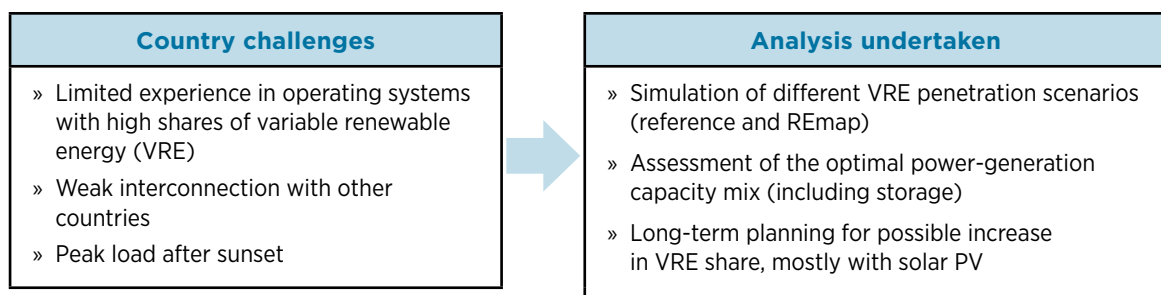 Country challenges
» Limited experience in operating systems
with high shares of variable renewable
energy (VRE)
» Weak interconnection with other
countries
» Peak load after sunset
Analysis undertaken
» Simulation of different VRE penetration scenarios
(reference and REmap)
» Assessment of the optimal power-generation
capacity mix (including storage)
» Long-term planning for possible increase
in VRE share, mostly with solar PV